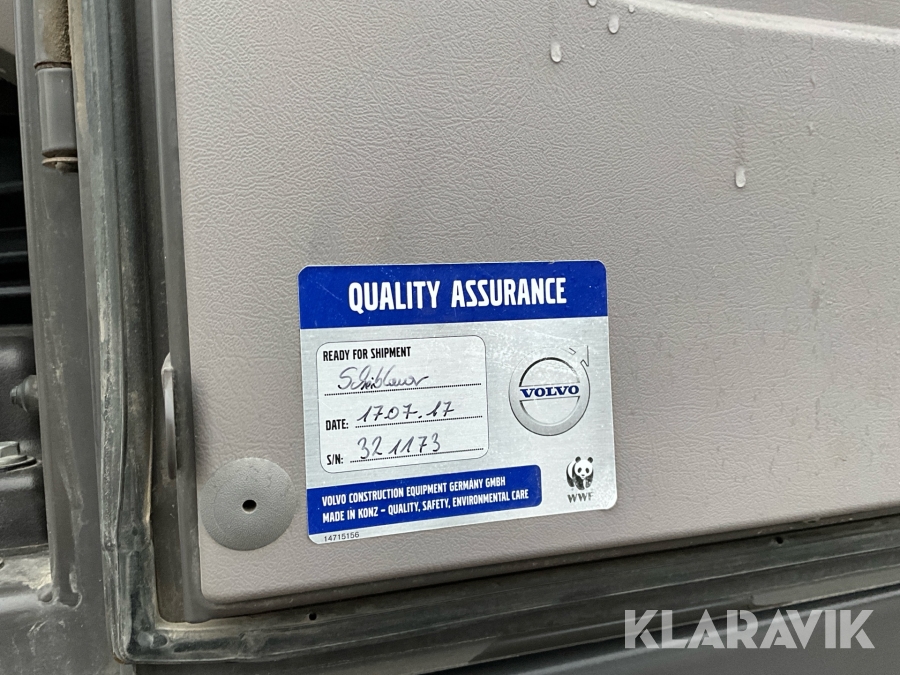 QUALITY ASSURANCE
READY FOR SHIPMENT
DATE: 17.07.17
S/N: 321173
VOLVO
WWF
VOLVO CONSTRUCTION EQUIPMENT GERMANY GMBH
MADE IN KONZ – QUALITY, SAFETY, ENVIRONMENTAL CARE
14715156
KLARAVIK